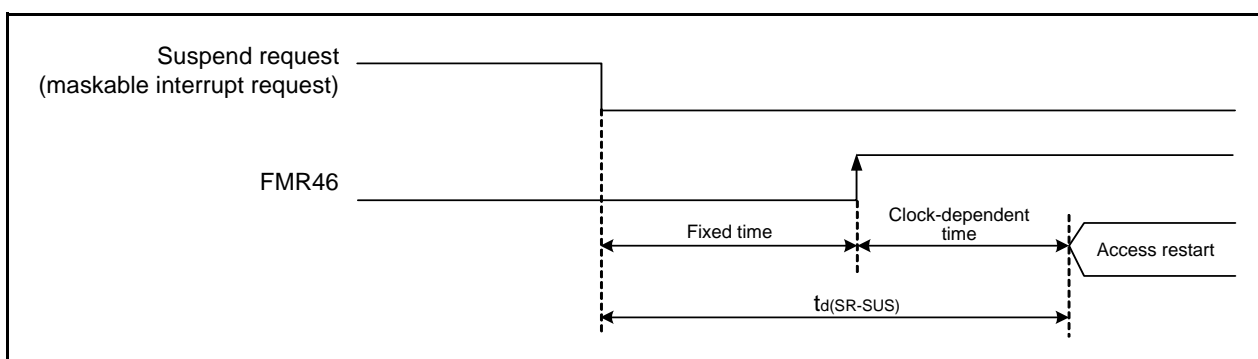 Suspend request
(maskable interrupt request)
FMR46
Fixed time
Clock-dependent
time
Access restart
td(SR-SUS)